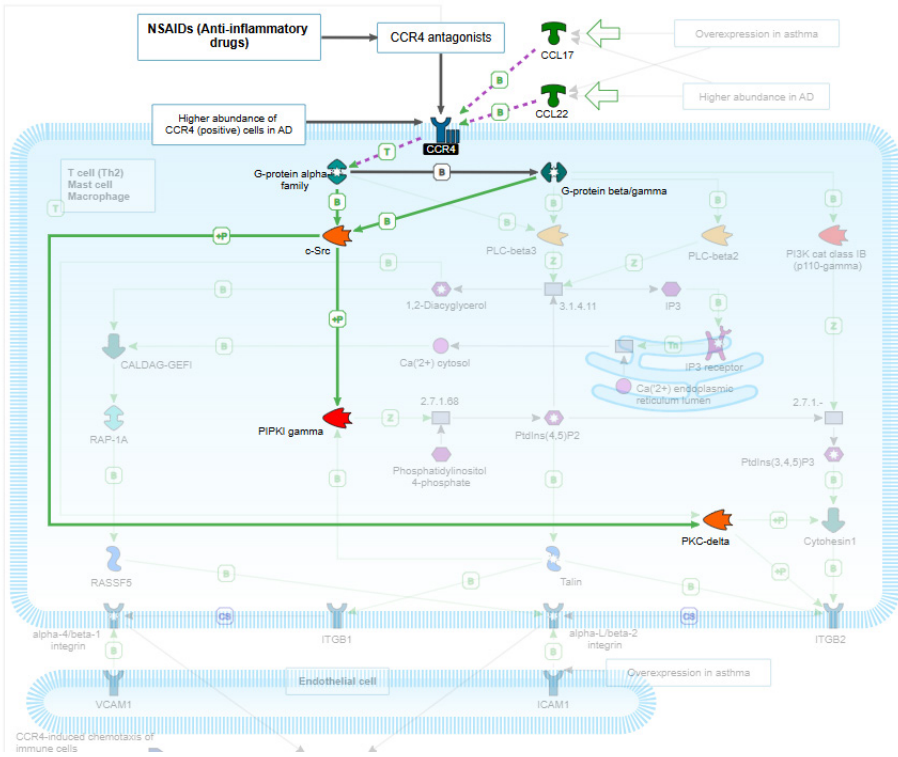 NSAIDs (Anti-inflammatory
drugs)
CCR4 antagonists
CCL17
Overexpression in asthma
B
B
CCL22
Higher abundance in AD
Higher abundance of
CCR4 (positive) cells in AD
CCR4
T
T cell (Th2)
Mast cell
Macrophage
T
G-protein alpha
family
B
G-protein beta/gamma
B
B
B
B
B
B
+P
c-Src
PLC-beta3
PLC-beta2
PI3K cat class IB
(p110-gamma)
Z
Z
B
B
1,2-Diacyglycerol
3.1.4.11
IP3
+P
B
Z
CALDAG-GEFI
B
Ca('2+) cytosol
Th
IP3 receptor
Ca('2+) endoplasmic
reticulum lumen
RAP-1A
PIPKI gamma
Z
2.7.1.68
PtdIns(4,5)P2
2.7.1.-
Phosphatidylinositol
4-phosphate
PtdIns(3,4,5)P3
B
B
B
B
PKC-delta
+P
Cytohesin1
RASSF5
B
Talin
B
B
+P
B
alpha-4/beta-1
integrin
CS
ITGB1
alpha-L/beta-2
integrin
CS
ITGB2
B
B
Overexpression in asthma
Endothelial cell
VCAM1
ICAM1
CCR4-induced chemotaxis of
immune cells